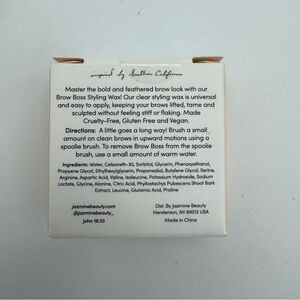 inspired by Southern California
Master the bold and feathered brow look with our
Brow Boss Styling Wax! Our clear styling wax is universal
and easy to apply, keeping your brows lifted, tame and
sculpted without feeling stiff or flaking. Made
Cruelty-Free, Gluten Free and Vegan.
Directions: A little goes a long way! Brush a small
amount on clean brows in upward motions using a
spoolie brush. To remove Brow Boss from the spoolie
brush, use a small amount of warm water.
Ingredients: Water, Ceteareth-30, Sorbitol, Glycerin, Phenoxyethanol,
Propyene Glycol, Ethylhexylglycerin, Propanediol, Butylene Glycol, Serine,
Arginine, Aspartic Acid, Valine, Isoleucine, Potassium Hydroxide, Sodium
Lactate, Glycine, Alanine, Citric Acid, Phyllostachys Pubescens Shoot Bark
Extract, Leucine, Glutamic Acid, Proline
jazminebeauty.com
@jazminebeauty_
John 16:33
Dist. By Jazmine Beauty
Henderson, NV 89012 USA
Made in China